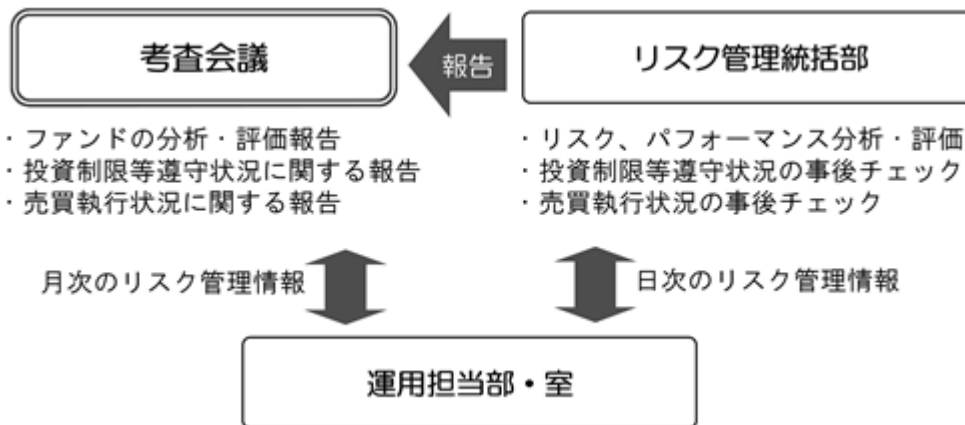 考査会議
報告
リスク管理統括部
・ファンドの分析・評価報告
・投資制限等遵守状況に関する報告
・売買執行状況に関する報告
・リスク、パフォーマンス分析・評価
・投資制限等遵守状況の事後チェック
・売買執行状況の事後チェック
月次のリスク管理情報
日次のリスク管理情報
運用担当部・室